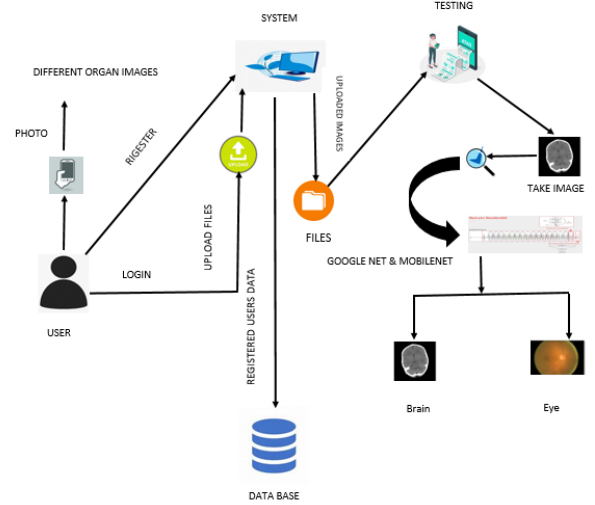 SYSTEM
TESTING
DIFFERENT ORGAN IMAGES
PHOTO
RIGESTER
UPLOADED IMAGES
UPLOAD
TAKE IMAGE
UPLOAD FILES
FILES
GOOGLE NET & MOBILENET
LOGIN
USER
REGISTERED USERS DATA
Brain
Eye
DATA BASE